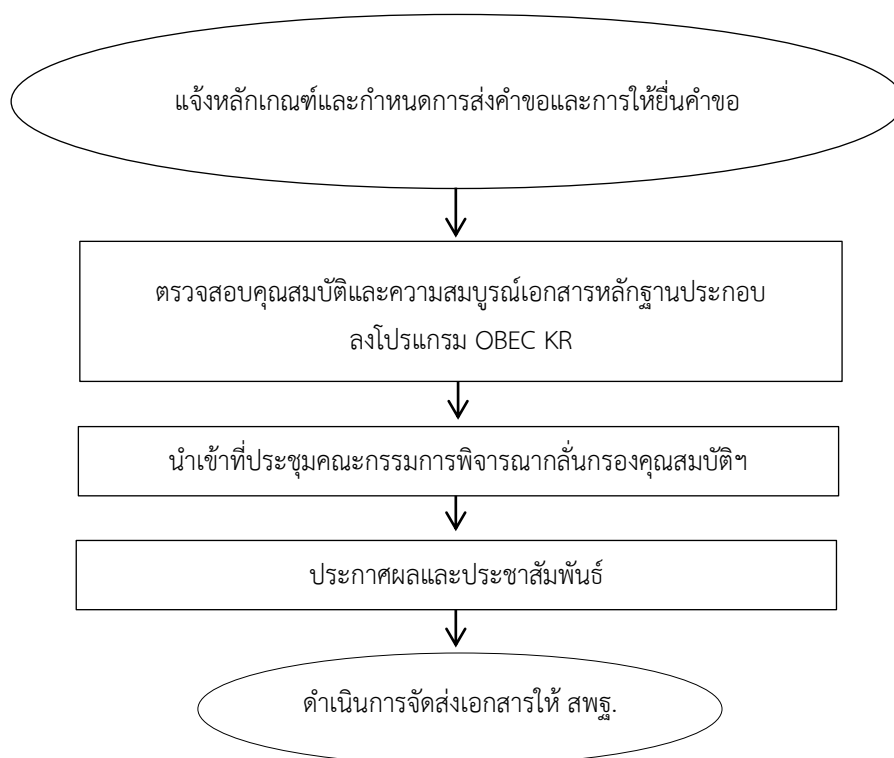 แจ้งหลักเกณฑ์และกำหนดการส่งคำขอและการให้ยื่นคำขอ
ตรวจสอบคุณสมบัติและความสมบูรณ์เอกสารหลักฐานประกอบ
ลงโปรแกรม OBEC KR
นำเข้าที่ประชุมคณะกรรมการพิจารณากลั่นกรองคุณสมบัติฯ
ประกาศผลและประชาสัมพันธ์
ดำเนินการจัดส่งเอกสารให้ สพฐ.